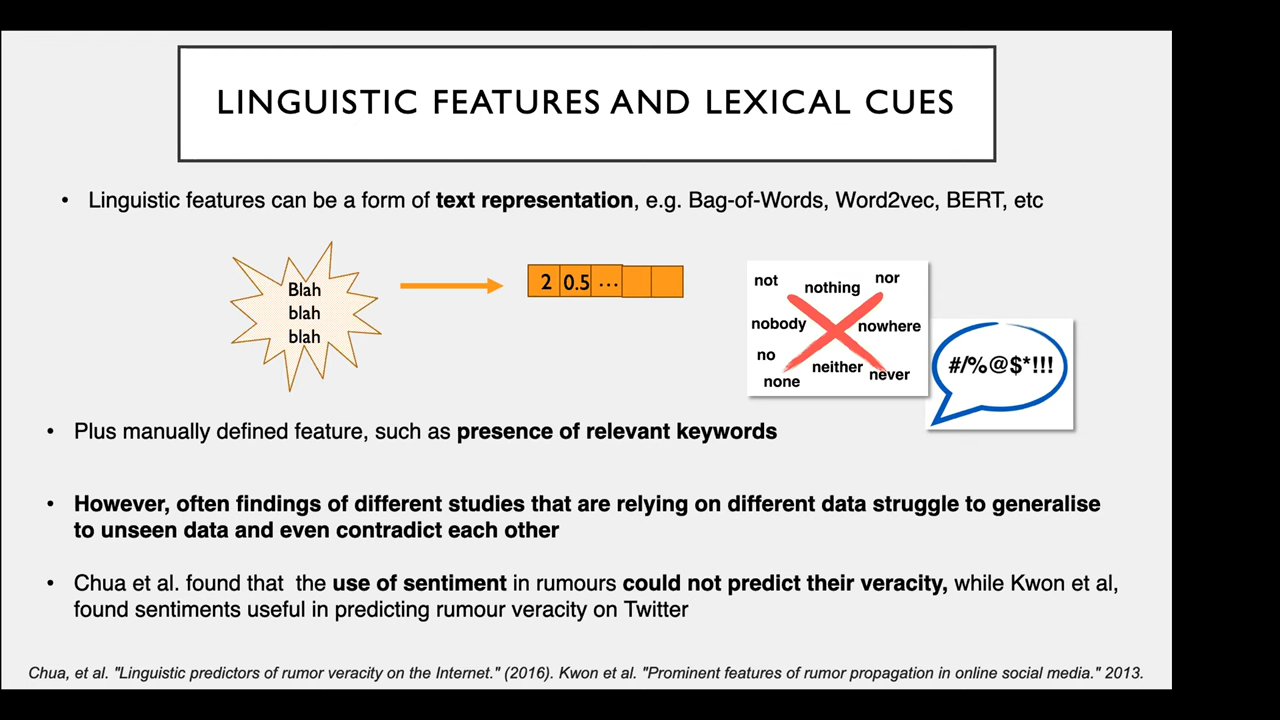 LINGUISTIC FEATURES AND LEXICAL CUES
• Linguistic features can be a form of text representation, e.g. Bag-of-Words, Word2vec, BERT, etc
Blah
blah
blah
2 0.5 ...
not nothing nor
nobody nowhere
no neither never
none
#/%@$*!!!
• Plus manually defined feature, such as presence of relevant keywords
• However, often findings of different studies that are relying on different data struggle to generalise
to unseen data and even contradict each other
• Chua et al. found that the use of sentiment in rumours could not predict their veracity, while Kwon et al,
found sentiments useful in predicting rumour veracity on Twitter
Chua, et al. "Linguistic predictors of rumor veracity on the Internet." (2016). Kwon et al. "Prominent features of rumor propagation in online social media." 2013.